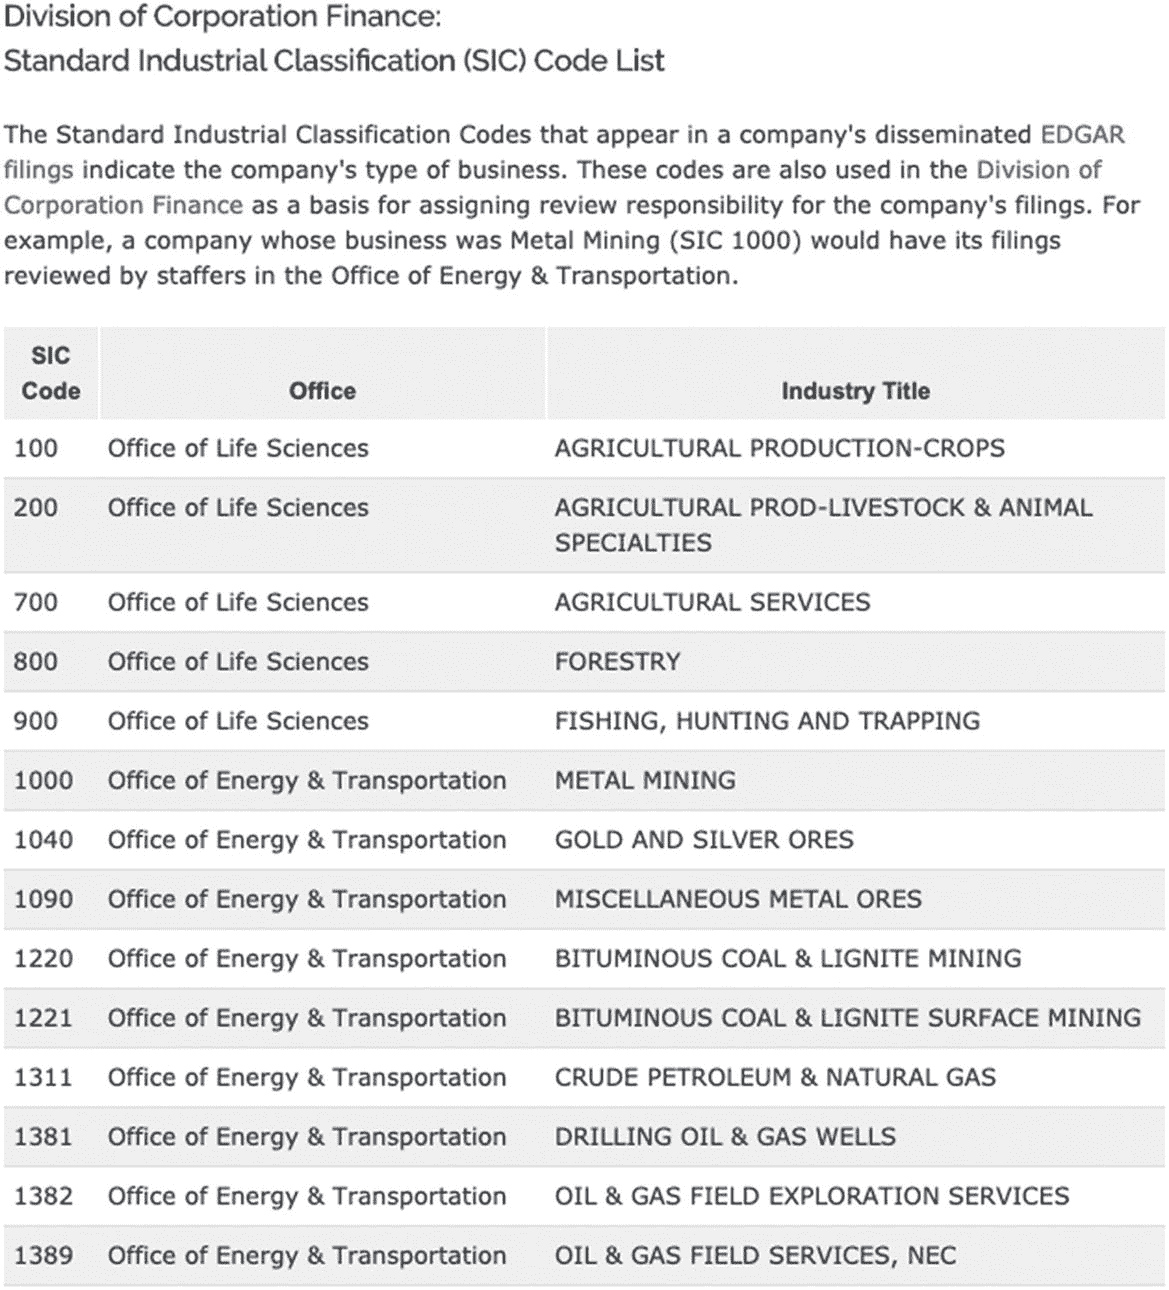 Division of Corporation Finance:
Standard Industrial Classification (SIC) Code List
The Standard Industrial Classification Codes that appear in a company's disseminated EDGAR
filings indicate the company's type of business. These codes are also used in the Division of
Corporation Finance as a basis for assigning review responsibility for the company's filings. For
example, a company whose business was Metal Mining (SIC 1000) would have its filings
reviewed by staffers in the Office of Energy & Transportation.
SIC
Code Office Industry Title
100 Office of Life Sciences AGRICULTURAL PRODUCTION-CROPS
200 Office of Life Sciences AGRICULTURAL PROD-LIVESTOCK & ANIMAL
SPECIALTIES
700 Office of Life Sciences AGRICULTURAL SERVICES
800 Office of Life Sciences FORESTRY
900 Office of Life Sciences FISHING, HUNTING AND TRAPPING
1000 Office of Energy & Transportation METAL MINING
1040 Office of Energy & Transportation GOLD AND SILVER ORES
1090 Office of Energy & Transportation MISCELLANEOUS METAL ORES
1220 Office of Energy & Transportation BITUMINOUS COAL & LIGNITE MINING
1221 Office of Energy & Transportation BITUMINOUS COAL & LIGNITE SURFACE MINING
1311 Office of Energy & Transportation CRUDE PETROLEUM & NATURAL GAS
1381 Office of Energy & Transportation DRILLING OIL & GAS WELLS
1382 Office of Energy & Transportation OIL & GAS FIELD EXPLORATION SERVICES
1389 Office of Energy & Transportation OIL & GAS FIELD SERVICES, NEC